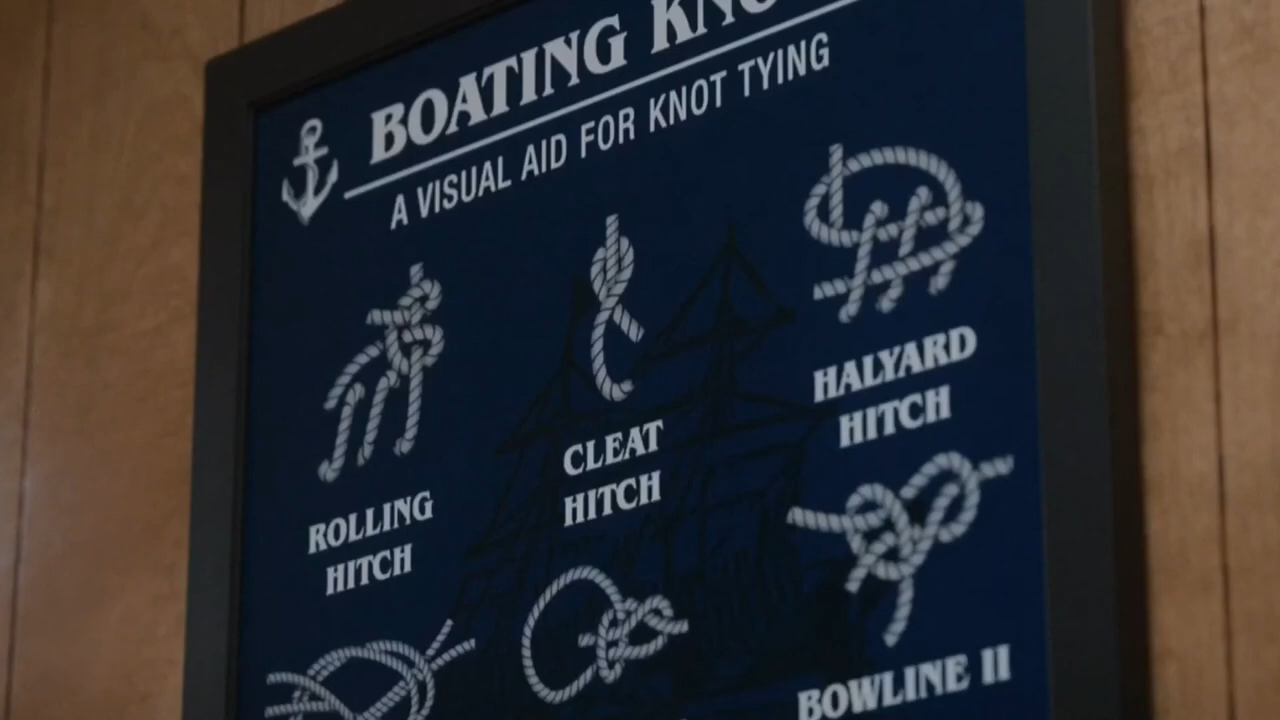 BOATING
A VISUAL AID FOR KNOT TYING
ROLLING
HITCH
CLEAT
HITCH
HALYARD
HITCH
BOWLINE II